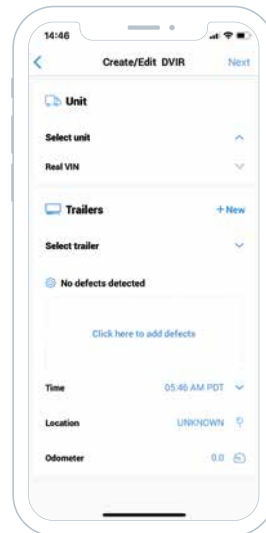 14:46
Create/Edit DVIR Next
Unit
Select unit
Real VIN
Trailers +New
Select trailer
No defects detected
Click here to add defects
Time 05:46 AM PDT
Location UNKNOWN
Odometer 0.0